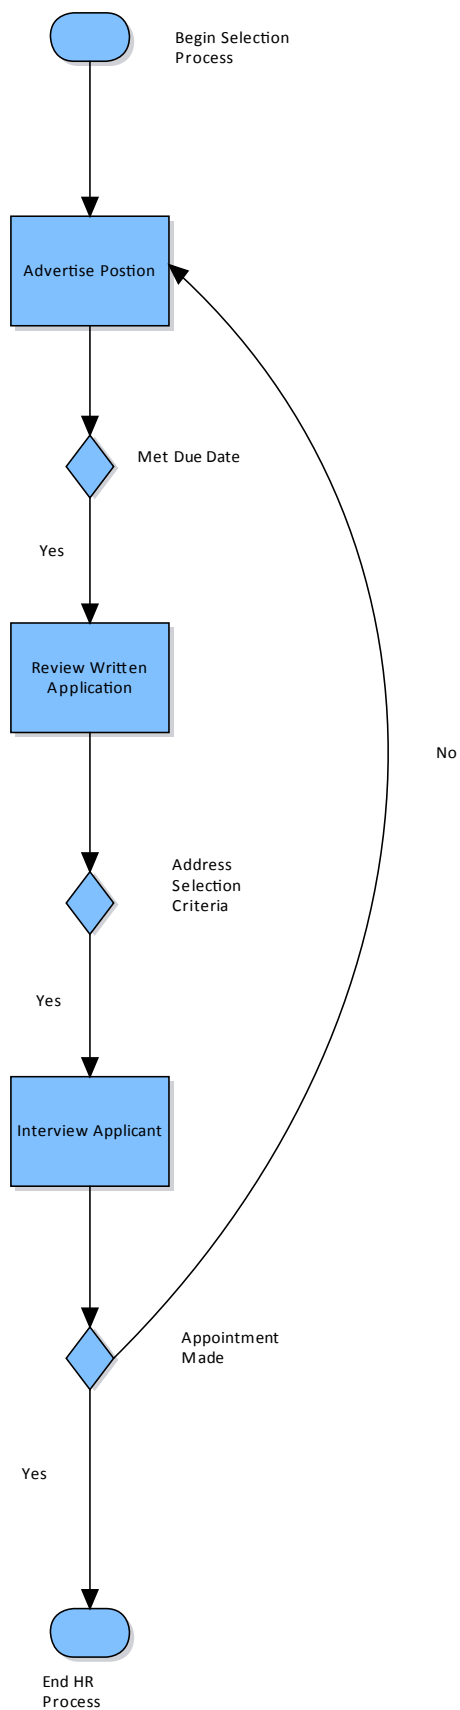 Begin Selection
Process
Advertise Postion
Met Due Date
Yes
Review Written
Application
No
Address
Selection
Criteria
Yes
Interview Applicant
Appointment
Made
Yes
End HR
Process